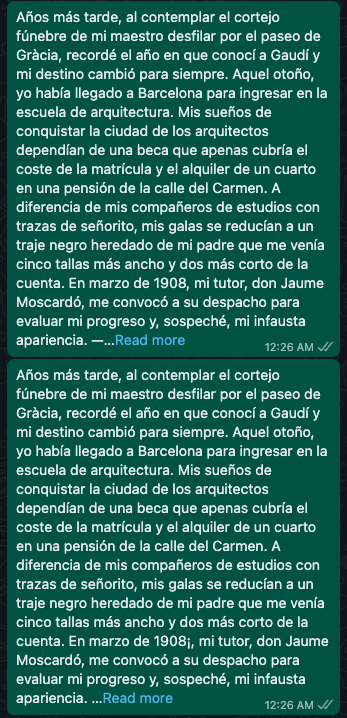 Años más tarde, al contemplar el cortejo
fúnebre de mi maestro desfilar por el paseo de
Gràcia, recordé el año en que conocí a Gaudí y
mi destino cambió para siempre. Aquel otoño,
yo había llegado a Barcelona para ingresar en la
escuela de arquitectura. Mis sueños de
conquistar la ciudad de los arquitectos
dependían de una beca que apenas cubría el
coste de la matrícula y el alquiler de un cuarto
en una pensión de la calle del Carmen. A
diferencia de mis compañeros de estudios con
trazas de señorito, mis galas se reducían a un
traje negro heredado de mi padre que me venía
cinco tallas más ancho y dos más corto de la
cuenta. En marzo de 1908, mi tutor, don Jaume
Moscardó, me convocó a su despacho para
evaluar mi progreso y, sospeché, mi infausta
apariencia. —...Read more
12:26 AM
Años más tarde, al contemplar el cortejo
fúnebre de mi maestro desfilar por el paseo de
Gràcia, recordé el año en que conocí a Gaudí y
mi destino cambió para siempre. Aquel otoño,
yo había llegado a Barcelona para ingresar en la
escuela de arquitectura. Mis sueños de
conquistar la ciudad de los arquitectos
dependían de una beca que apenas cubría el
coste de la matrícula y el alquiler de un cuarto
en una pensión de la calle del Carmen. A
diferencia de mis compañeros de estudios con
trazas de señorito, mis galas se reducían a un
traje negro heredado de mi padre que me venía
cinco tallas más ancho y dos más corto de la
cuenta. En marzo de 1908¡, mi tutor, don Jaume
Moscardó, me convocó a su despacho para
evaluar mi progreso y, sospeché, mi infausta
apariencia. ...Read more
12:26 AM